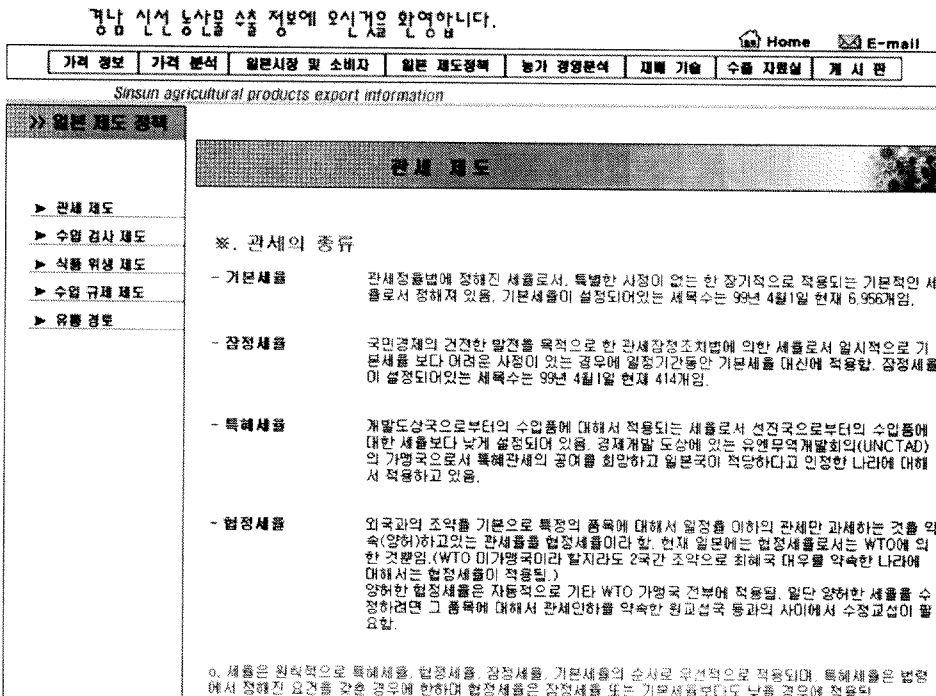 경남 신선 농산물 수출 정보에 오신것을 환영합니다.
Home E-mail
가격 정보 가격 분석 일본시장 및 소비자 일본 제도정책 농가 경영분석 재배 기술 수출 자료실 게 시 판
Sinsun agricultural products export information
>> 일본 제도 정책
관세 제도
▶ 관세 제도
▶ 수입 검사 제도
▶ 식품 위생 제도
▶ 수입 규제 제도
▶ 유통 경로
※. 관세의 종류
- 기본세율
관세정률법에 정해진 세율로서, 특별한 사정이 없는 한 장기적으로 적용되는 기본적인 세
율로서 정해져 있음. 기본세율이 설정되어있는 세목수는 99년 4월1일 현재 6,956개임.
- 잠정세율
국민경제의 건전한 발전을 목적으로 한 관세잠정조치법에 의한 세율로서 일시적으로 기
본세율 보다 어려운 사정이 있는 경우에 일정기간동안 기본세율 대신에 적용함. 잠정세율
이 설정되어있는 세목수는 99년 4월1일 현재 414개임.
- 특혜세율
개발도상국으로부터의 수입품에 대해서 적용되는 세율로서 선진국으로부터의 수입품에
대한 세율보다 낮게 설정되어 있음. 경제개발 도상에 있는 유엔무역개발회의(UNCTAD)
의 가맹국으로서 특혜관세의 공여를 희망하고 일본국이 적당하다고 인정한 나라에 대해
서 적용하고 있음.
- 협정세율
외국과의 조약을 기본으로 특정의 품목에 대해서 일정율 이하의 관세만 과세하는 것을 약
속(양허)하고있는 관세율을 협정세율이라 함. 현재 일본에는 협정세율로서는 WTO에 의
한 것뿐임.(WTO 미가맹국이라 할지라도 2국간 조약으로 최혜국 대우를 약속한 나라에
대해서는 협정세율이 적용됨.)
양허한 협정세율은 자동적으로 기타 WTO 가맹국 전부에 적용됨. 일단 양허한 세율을 수
정하려면 그 품목에 대해서 관세인하를 약속한 원교섭국 등과의 사이에서 수정교섭이 필
요함.
o. 세율은 원칙적으로 특혜세율, 협정세율, 잠정세율, 기본세율의 순서로 우선적으로 적용되며, 특혜세율은 법령
에서 정해진 요건을 갖춘 경우에 한하며 협정세율은 잠정세율 또는 기본세율보다도 낮을 경우에 적용됨